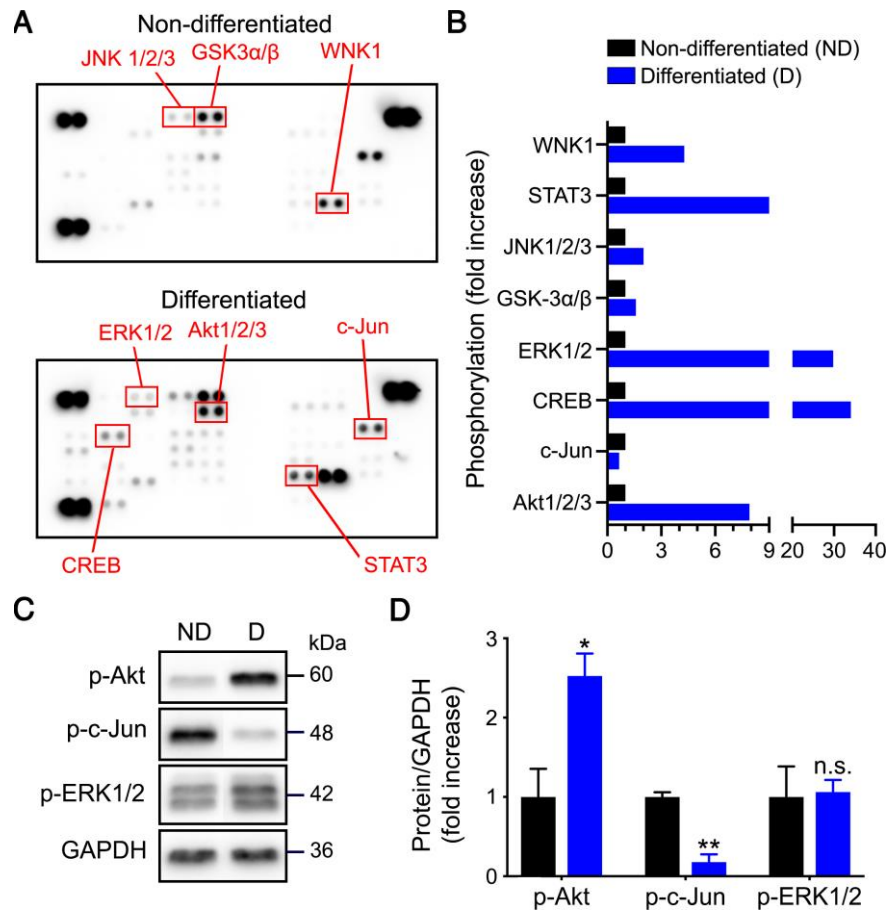 A
Non-differentiated
JNK 1/2/3 GSK3α/β WNK1
Differentiated
ERK1/2 Akt1/2/3 c-Jun
CREB STAT3
B
Non-differentiated (ND)
Differentiated (D)
Phosphorylation (fold increase)
WNK1
STAT3
JNK1/2/3
GSK-3α/β
ERK1/2
CREB
c-Jun
Akt1/2/3
0 3 6 9 20 30 40
C
ND D kDa
p-Akt 60
p-c-Jun 48
p-ERK1/2 42
GAPDH 36
D
Protein/GAPDH
(fold increase)
3
2
1
0
* ** n.s.
p-Akt p-c-Jun p-ERK1/2